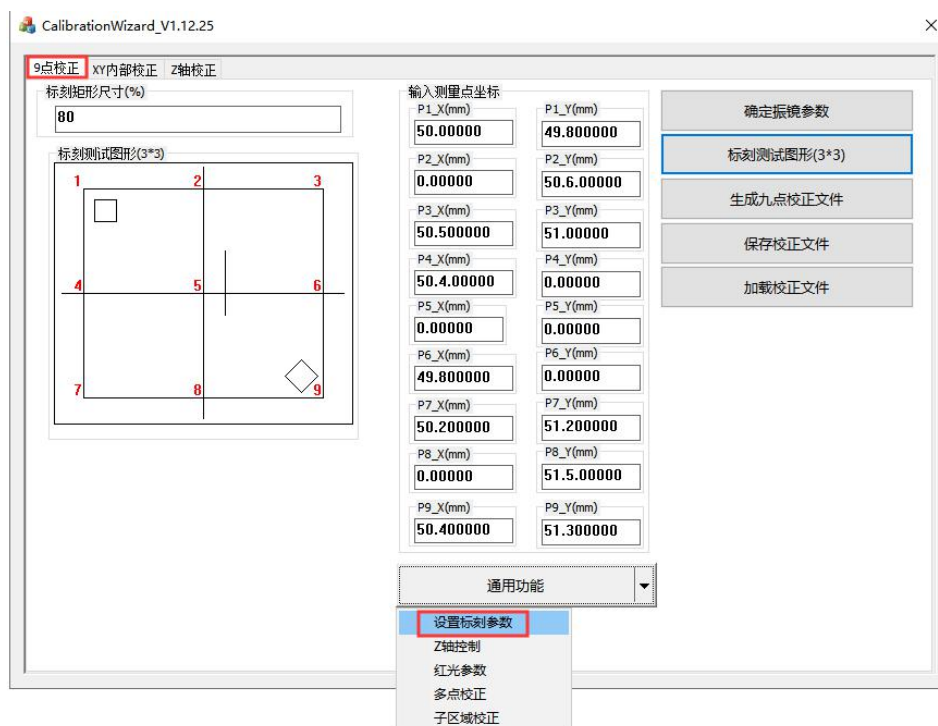 CalibrationWizard_V1.12.25
9点校正 XY内部校正 Z轴校正
标刻矩形尺寸(%)
80
标刻测试图形(3*3)
1 2 3
4 5 6
7 8 9
输入测量点坐标
P1_X(mm) P1_Y(mm)
50.00000 49.800000
P2_X(mm) P2_Y(mm)
0.00000 50.6.00000
P3_X(mm) P3_Y(mm)
50.500000 51.00000
P4_X(mm) P4_Y(mm)
50.4.00000 0.00000
P5_X(mm) P5_Y(mm)
0.00000 0.00000
P6_X(mm) P6_Y(mm)
49.800000 0.00000
P7_X(mm) P7_Y(mm)
50.200000 51.200000
P8_X(mm) P8_Y(mm)
0.00000 51.5.00000
P9_X(mm) P9_Y(mm)
50.400000 51.300000
确定振镜参数
标刻测试图形(3*3)
生成九点校正文件
保存校正文件
加载校正文件
通用功能
设置标刻参数
Z轴控制
红光参数
多点校正
子区域校正